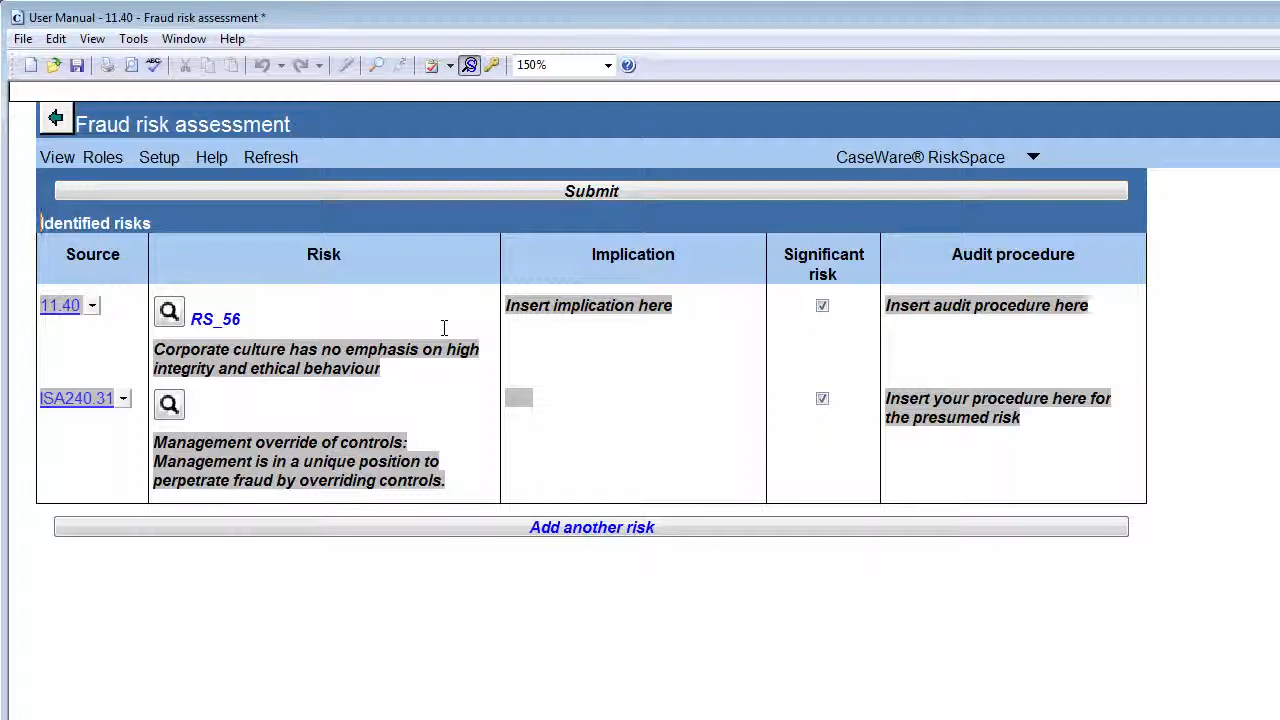 User Manual - 11.40 - Fraud risk assessment *
File Edit View Tools Window Help
150%
Fraud risk assessment
View Roles Setup Help Refresh CaseWare® RiskSpace
Submit
Identified risks
Source Risk Implication Significant risk Audit procedure
11.40
RS_56
Corporate culture has no emphasis on high
integrity and ethical behaviour
Insert implication here
Insert audit procedure here
ISA240.31
Management override of controls:
Management is in a unique position to
perpetrate fraud by overriding controls.
Insert your procedure here for
the presumed risk
Add another risk